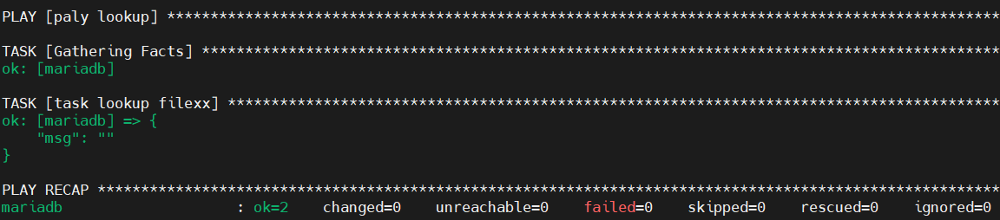 PLAY [paly lookup] ************************************************************************************************
TASK [Gathering Facts] ********************************************************************************************
ok: [mariadb]
TASK [task lookup filexx] *****************************************************************************************
ok: [mariadb] => {
    "msg": ""
}
PLAY RECAP ********************************************************************************************************
mariadb                    : ok=2    changed=0    unreachable=0    failed=0    skipped=0    rescued=0    ignored=0